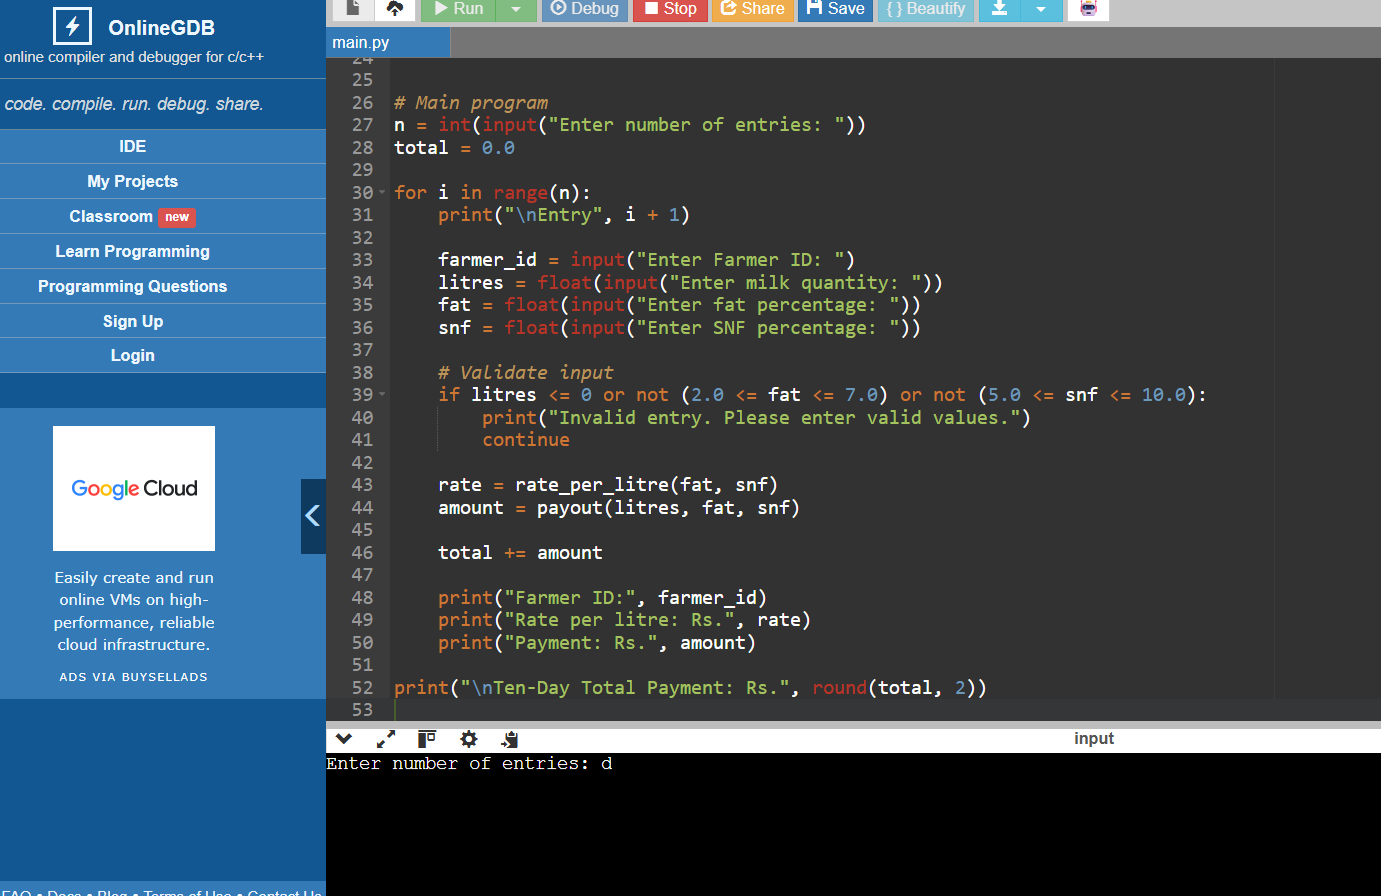 OnlineGDB
online compiler and debugger for c/c++
code. compile. run. debug. share.
IDE
My Projects
Classroom new
Learn Programming
Programming Questions
Sign Up
Login
Google Cloud
Easily create and run
online VMs on high-
performance, reliable
cloud infrastructure.
ADS VIA BUYSELLADS
FAQ • Docs • Blog • Terms of Use • Contact Us
Run Debug Stop Share Save { } Beautify
main.py
24
25
26 # Main program
27 n = int(input("Enter number of entries: "))
28 total = 0.0
29
30 for i in range(n):
31     print("\nEntry", i + 1)
32
33     farmer_id = input("Enter Farmer ID: ")
34     litres = float(input("Enter milk quantity: "))
35     fat = float(input("Enter fat percentage: "))
36     snf = float(input("Enter SNF percentage: "))
37
38     # Validate input
39     if litres <= 0 or not (2.0 <= fat <= 7.0) or not (5.0 <= snf <= 10.0):
40         print("Invalid entry. Please enter valid values.")
41         continue
42
43     rate = rate_per_litre(fat, snf)
44     amount = payout(litres, fat, snf)
45
46     total += amount
47
48     print("Farmer ID:", farmer_id)
49     print("Rate per litre: Rs.", rate)
50     print("Payment: Rs.", amount)
51
52 print("\nTen-Day Total Payment: Rs.", round(total, 2))
53
input
Enter number of entries: d